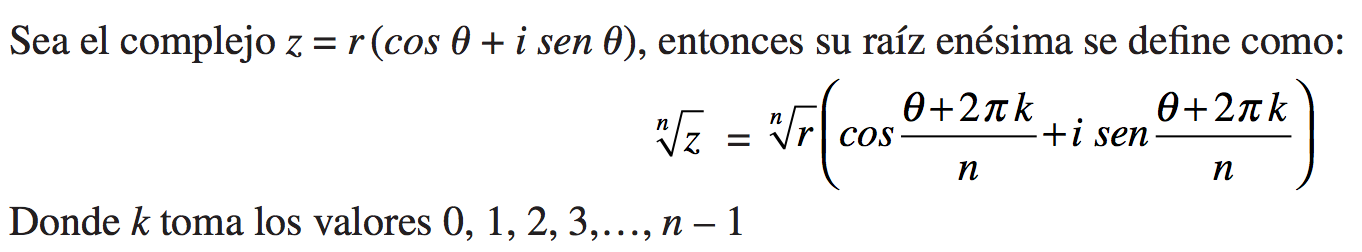 Sea el complejo z = r (cos θ + i sen θ), entonces su raíz enésima se define como:
ⁿ√z = ⁿ√r (cos (θ+2πk)/n + i sen (θ+2πk)/n)
Donde k toma los valores 0, 1, 2, 3,…, n – 1